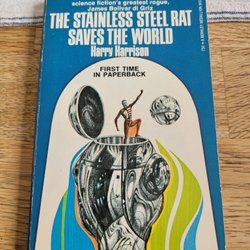 science fiction's greatest rogue,
James Bolivar di Griz
THE STAINLESS STEEL RAT
SAVES THE WORLD
Harry Harrison
FIRST TIME
IN PAPERBACK